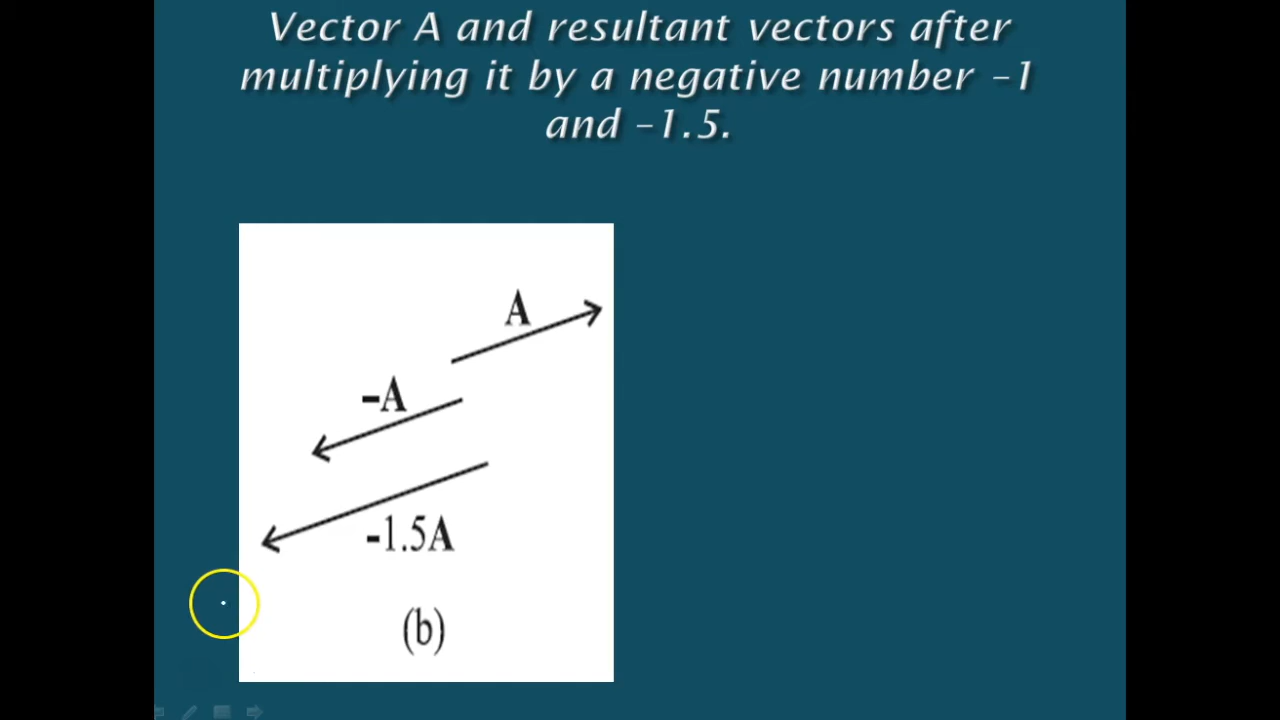 Vector A and resultant vectors after
multiplying it by a negative number -1
and -1.5.
A
-A
-1.5A
(b)